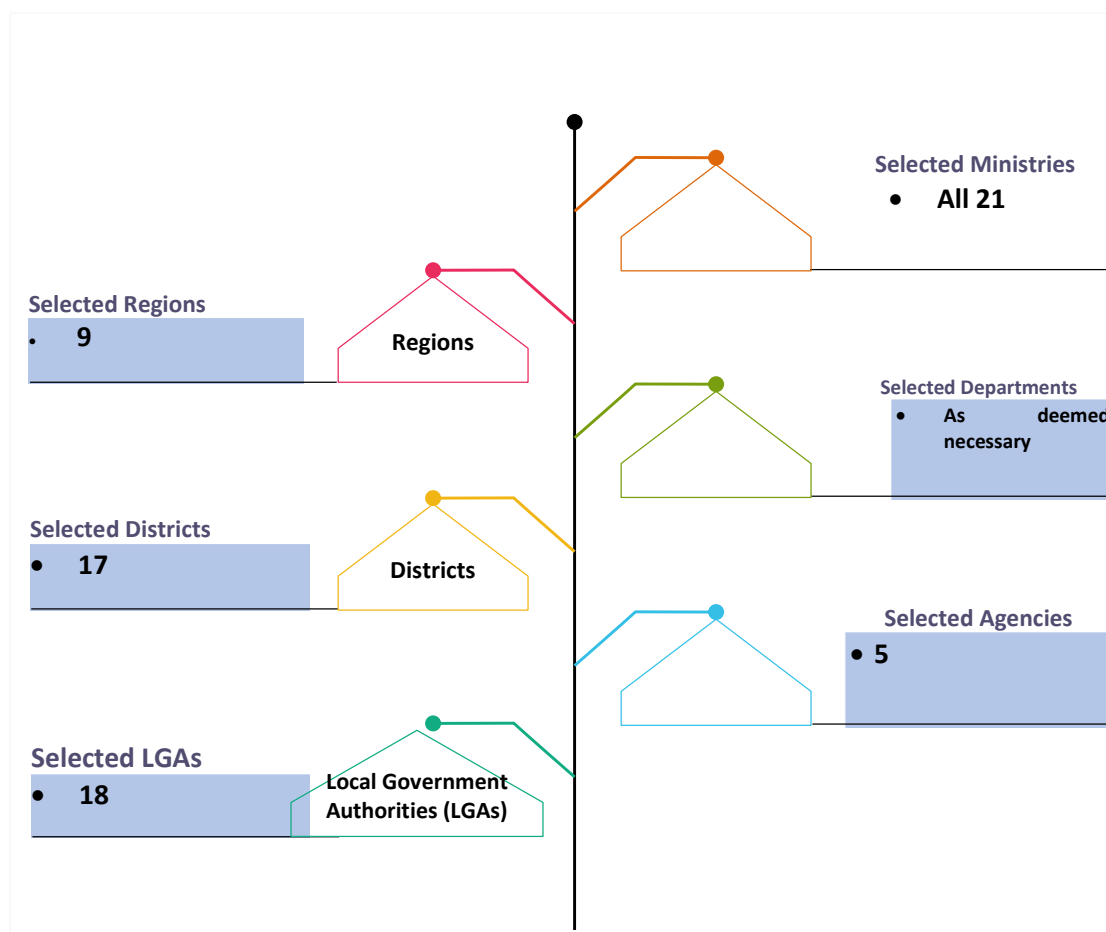 Selected Ministries
• All 21
Selected Regions
• 9
Regions
Selected Departments
• As deemed
necessary
Selected Districts
• 17
Districts
Selected Agencies
• 5
Selected LGAs
• 18
Local Government
Authorities (LGAs)